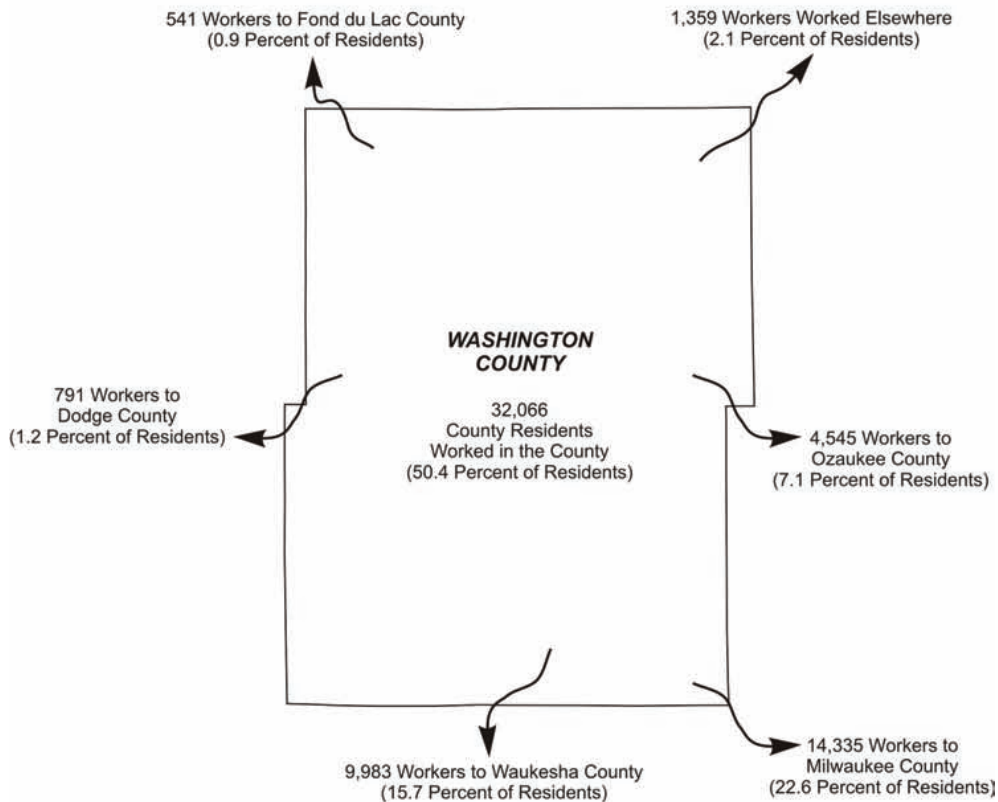 541 Workers to Fond du Lac County
(0.9 Percent of Residents)
1,359 Workers Worked Elsewhere
(2.1 Percent of Residents)
WASHINGTON
COUNTY
32,066
County Residents
Worked in the County
(50.4 Percent of Residents)
791 Workers to
Dodge County
(1.2 Percent of Residents)
4,545 Workers to
Ozaukee County
(7.1 Percent of Residents)
9,983 Workers to Waukesha County
(15.7 Percent of Residents)
14,335 Workers to
Milwaukee County
(22.6 Percent of Residents)